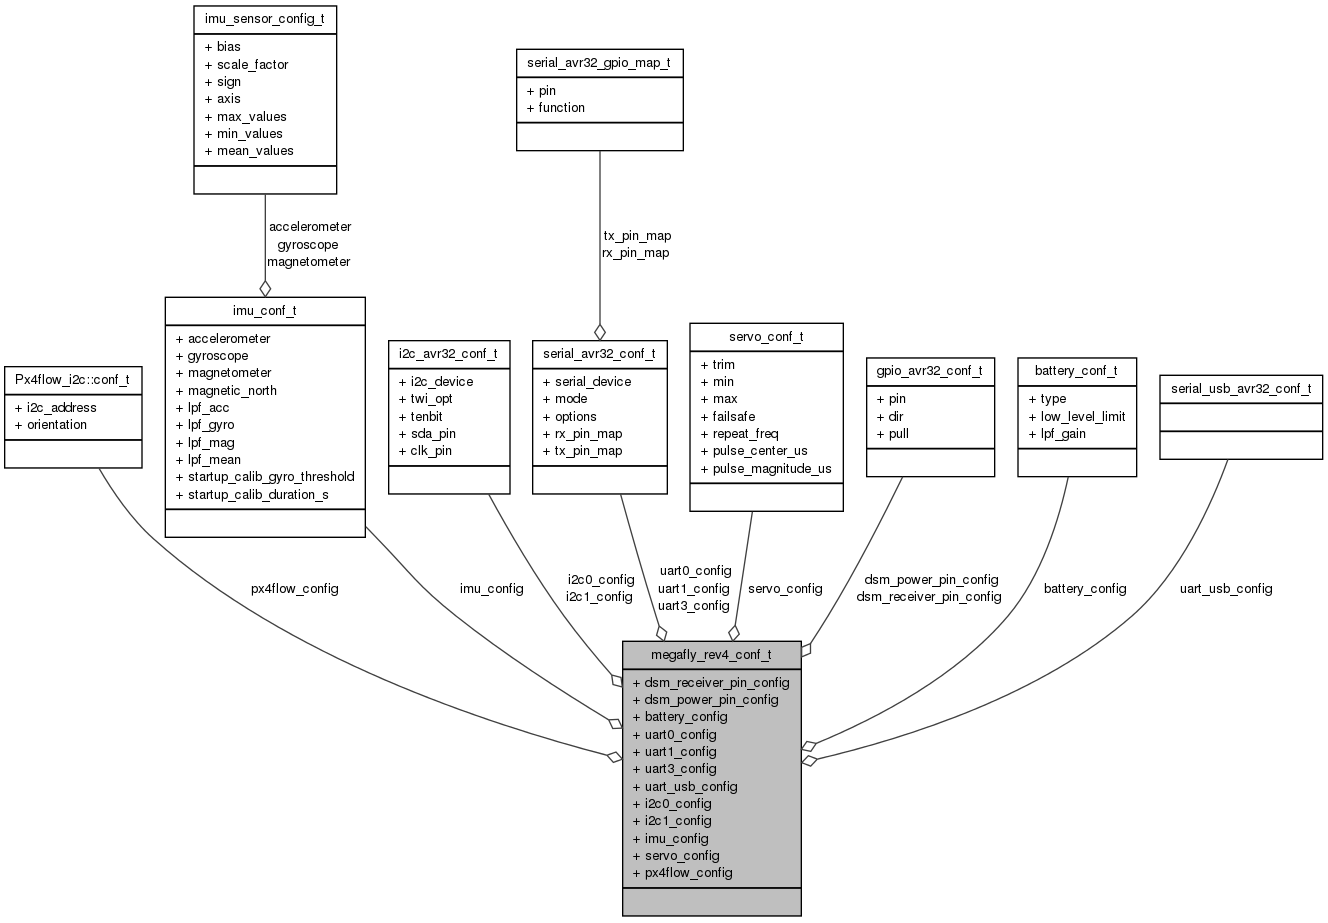 imu_sensor_config_t
+ bias
+ scale_factor
+ sign
+ axis
+ max_values
+ min_values
+ mean_values
serial_avr32_gpio_map_t
+ pin
+ function
accelerometer
gyroscope
magnetometer
tx_pin_map
rx_pin_map
Px4flow_i2c::conf_t
+ i2c_address
+ orientation
imu_conf_t
+ accelerometer
+ gyroscope
+ magnetometer
+ magnetic_north
+ lpf_acc
+ lpf_gyro
+ lpf_mag
+ lpf_mean
+ startup_calib_gyro_threshold
+ startup_calib_duration_s
i2c_avr32_conf_t
+ i2c_device
+ twi_opt
+ tenbit
+ sda_pin
+ clk_pin
serial_avr32_conf_t
+ serial_device
+ mode
+ options
+ rx_pin_map
+ tx_pin_map
servo_conf_t
+ trim
+ min
+ max
+ failsafe
+ repeat_freq
+ pulse_center_us
+ pulse_magnitude_us
gpio_avr32_conf_t
+ pin
+ dir
+ pull
battery_conf_t
+ type
+ low_level_limit
+ lpf_gain
serial_usb_avr32_conf_t
px4flow_config
imu_config
i2c0_config
i2c1_config
uart0_config
uart1_config
uart3_config
servo_config
dsm_power_pin_config
dsm_receiver_pin_config
battery_config
uart_usb_config
megafly_rev4_conf_t
+ dsm_receiver_pin_config
+ dsm_power_pin_config
+ battery_config
+ uart0_config
+ uart1_config
+ uart3_config
+ uart_usb_config
+ i2c0_config
+ i2c1_config
+ imu_config
+ servo_config
+ px4flow_config